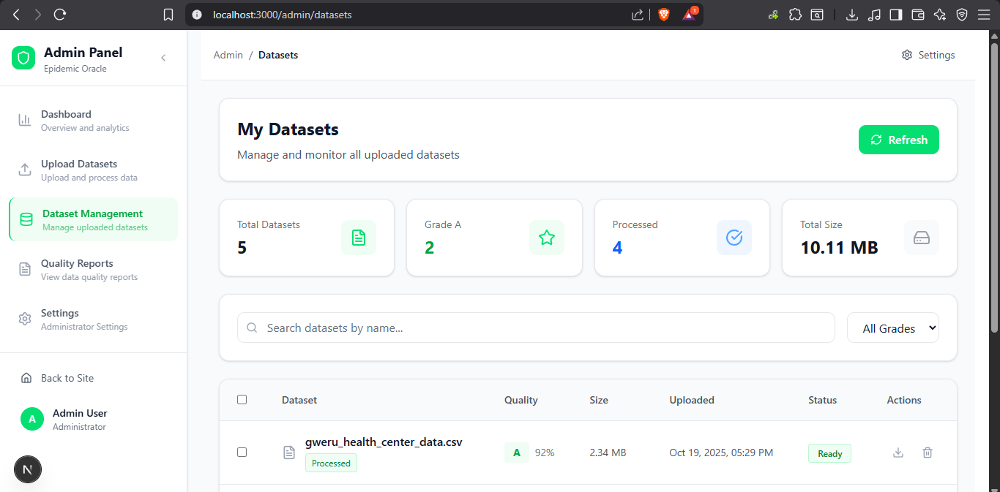 localhost:3000/admin/datasets
1
Admin Panel
Epidemic Oracle
Admin / Datasets
Settings
Dashboard
Overview and analytics
Upload Datasets
Upload and process data
Dataset Management
Manage uploaded datasets
Quality Reports
View data quality reports
Settings
Administrator Settings
Back to Site
A
Admin User
Administrator
N
My Datasets
Manage and monitor all uploaded datasets
Refresh
Total Datasets
5
Grade A
2
Processed
4
Total Size
10.11 MB
Search datasets by name...
All Grades
Dataset Quality Size Uploaded Status Actions
gweru_health_center_data.csv
Processed
A 92% 2.34 MB Oct 19, 2025, 05:29 PM Ready